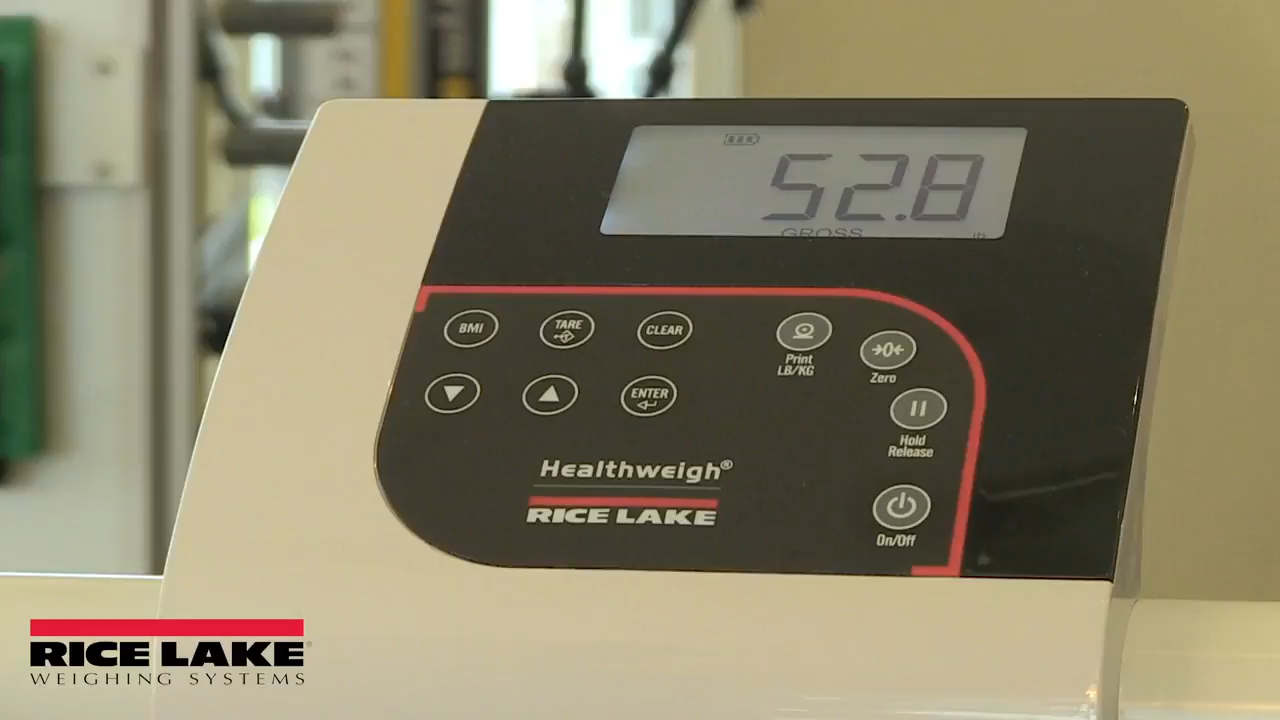 52.8
GROSS
lb
BMI
TARE
CLEAR
Print
LB/KG
→0←
Zero
ENTER
Hold
Release
Healthweigh®
RICE LAKE
On/Off
RICE LAKE®
WEIGHING SYSTEMS